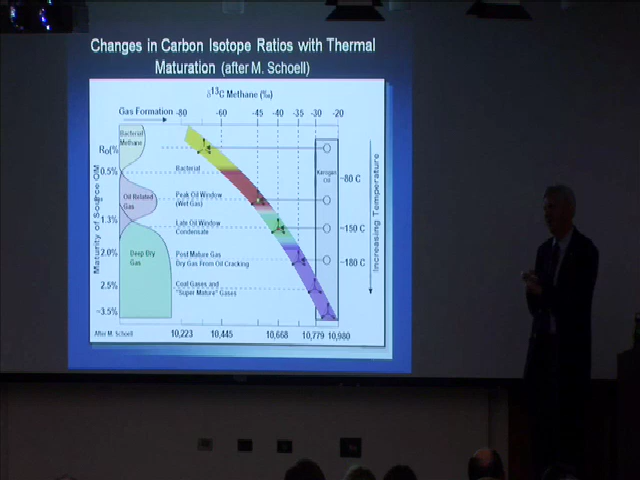 Changes in Carbon Isotope Ratios with Thermal
Maturation (after M. Schoell)
δ13C Methane (‰)
Gas Formation -80 -60 -45 -40 -35 -30 -20
Bacterial
Methane
Ro(%
0.5%
1.3%
2.0%
2.5%
~3.5%
Maturity of Source OM
Oil Related
Gas
Deep Dry
Gas
Bacterial
Peak Oil Window
(Wet Gas)
Late Oil Window
Condensate
Post Mature Gas
Dry Gas From Oil Cracking
Coal Gases and
"Super Mature" Gases
Kerogen
Oil
~80 C
~150 C
~180 C
Increasing Temperature
After M. Schoell
10,223 10,445 10,668 10,779 10,980